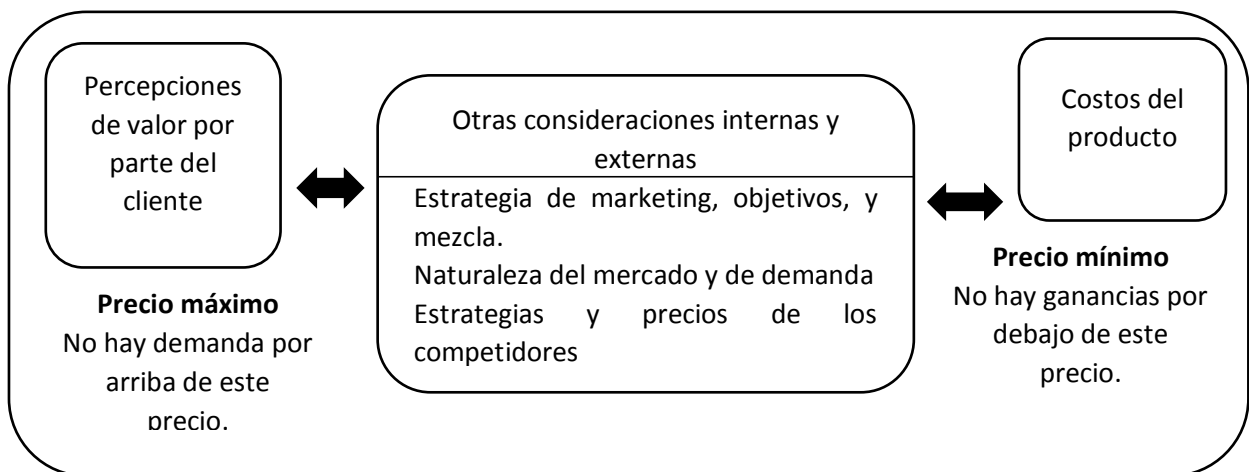 Percepciones
de valor por
parte del
cliente
Precio máximo
No hay demanda por
arriba de este
precio.
Otras consideraciones internas y
externas
Estrategia de marketing, objetivos, y
mezcla.
Naturaleza del mercado y de demanda
Estrategias y precios de los
competidores
Costos del
producto
Precio mínimo
No hay ganancias por
debajo de este
precio.